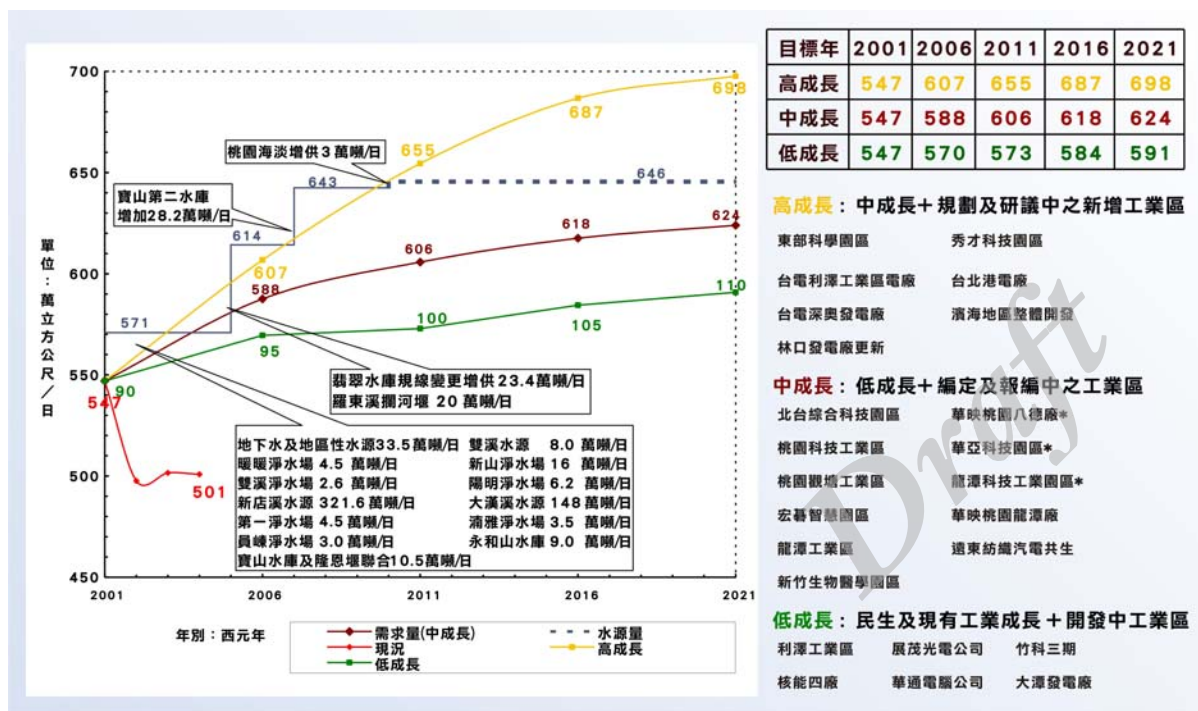 700
650
600
550
500
450
單位：萬立方公尺／日
2001
2006
2011
2016
2021
年別：西元年
698
687
655
607
桃園海淡增供3萬噸/日
寶山第二水庫
增加28.2萬噸/日
643
646
614
571
624
618
606
588
110
105
100
95
90
547
501
翡翠水庫規線變更增供23.4萬噸/日
羅東溪攔河堰 20 萬噸/日
地下水及地區性水源33.5萬噸/日 雙溪水源 8.0 萬噸/日
暖暖淨水場 4.5 萬噸/日 新山淨水場 16 萬噸/日
雙溪淨水場 2.6 萬噸/日 陽明淨水場 6.2 萬噸/日
新店溪水源 321.6 萬噸/日 大漢溪水源 148 萬噸/日
第一淨水場 4.5 萬噸/日 湳雅淨水場 3.5 萬噸/日
員崠淨水場 3.0 萬噸/日 永和山水庫 9.0 萬噸/日
寶山水庫及隆恩堰聯合10.5萬噸/日
需求量(中成長) 水源量
現況 高成長
低成長
目標年 2001 2006 2011 2016 2021
高成長 547 607 655 687 698
中成長 547 588 606 618 624
低成長 547 570 573 584 591
高成長：中成長＋規劃及研議中之新增工業區
東部科學園區 秀才科技園區
台電利澤工業區電廠 台北港電廠
台電深奧發電廠 濱海地區整體開發
林口發電廠更新
中成長：低成長＋編定及報編中之工業區
北台綜合科技園區 華映桃園八德廠*
桃園科技工業區 華亞科技園區*
桃園觀塘工業區 龍潭科技工業園區*
宏碁智慧園區 華映桃園龍潭廠
龍潭工業區 遠東紡織汽電共生
新竹生物醫學園區
低成長：民生及現有工業成長＋開發中工業區
利澤工業區 展茂光電公司 竹科三期
核能四廠 華通電腦公司 大潭發電廠
Draft